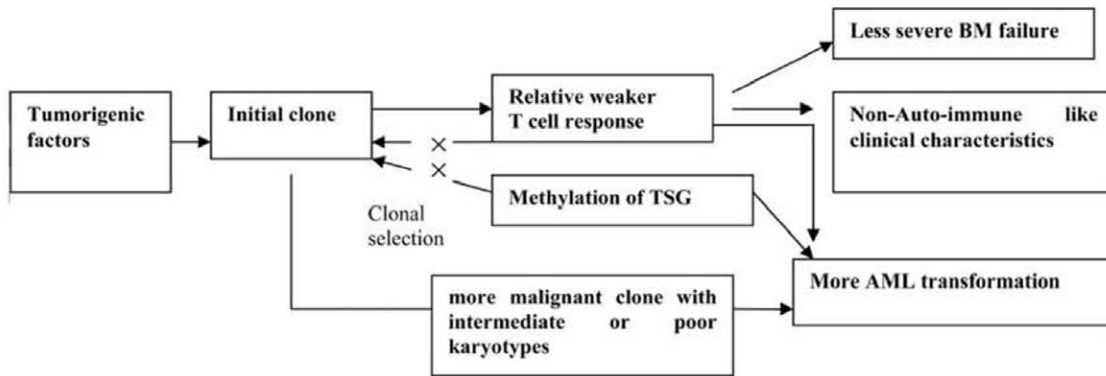 Less severe BM failure
Tumorigenic
factors
Initial clone
Relative weaker
T cell response
Non-Auto-immune like
clinical characteristics
×
×
Methylation of TSG
Clonal
selection
More AML transformation
more malignant clone with
intermediate or poor
karyotypes